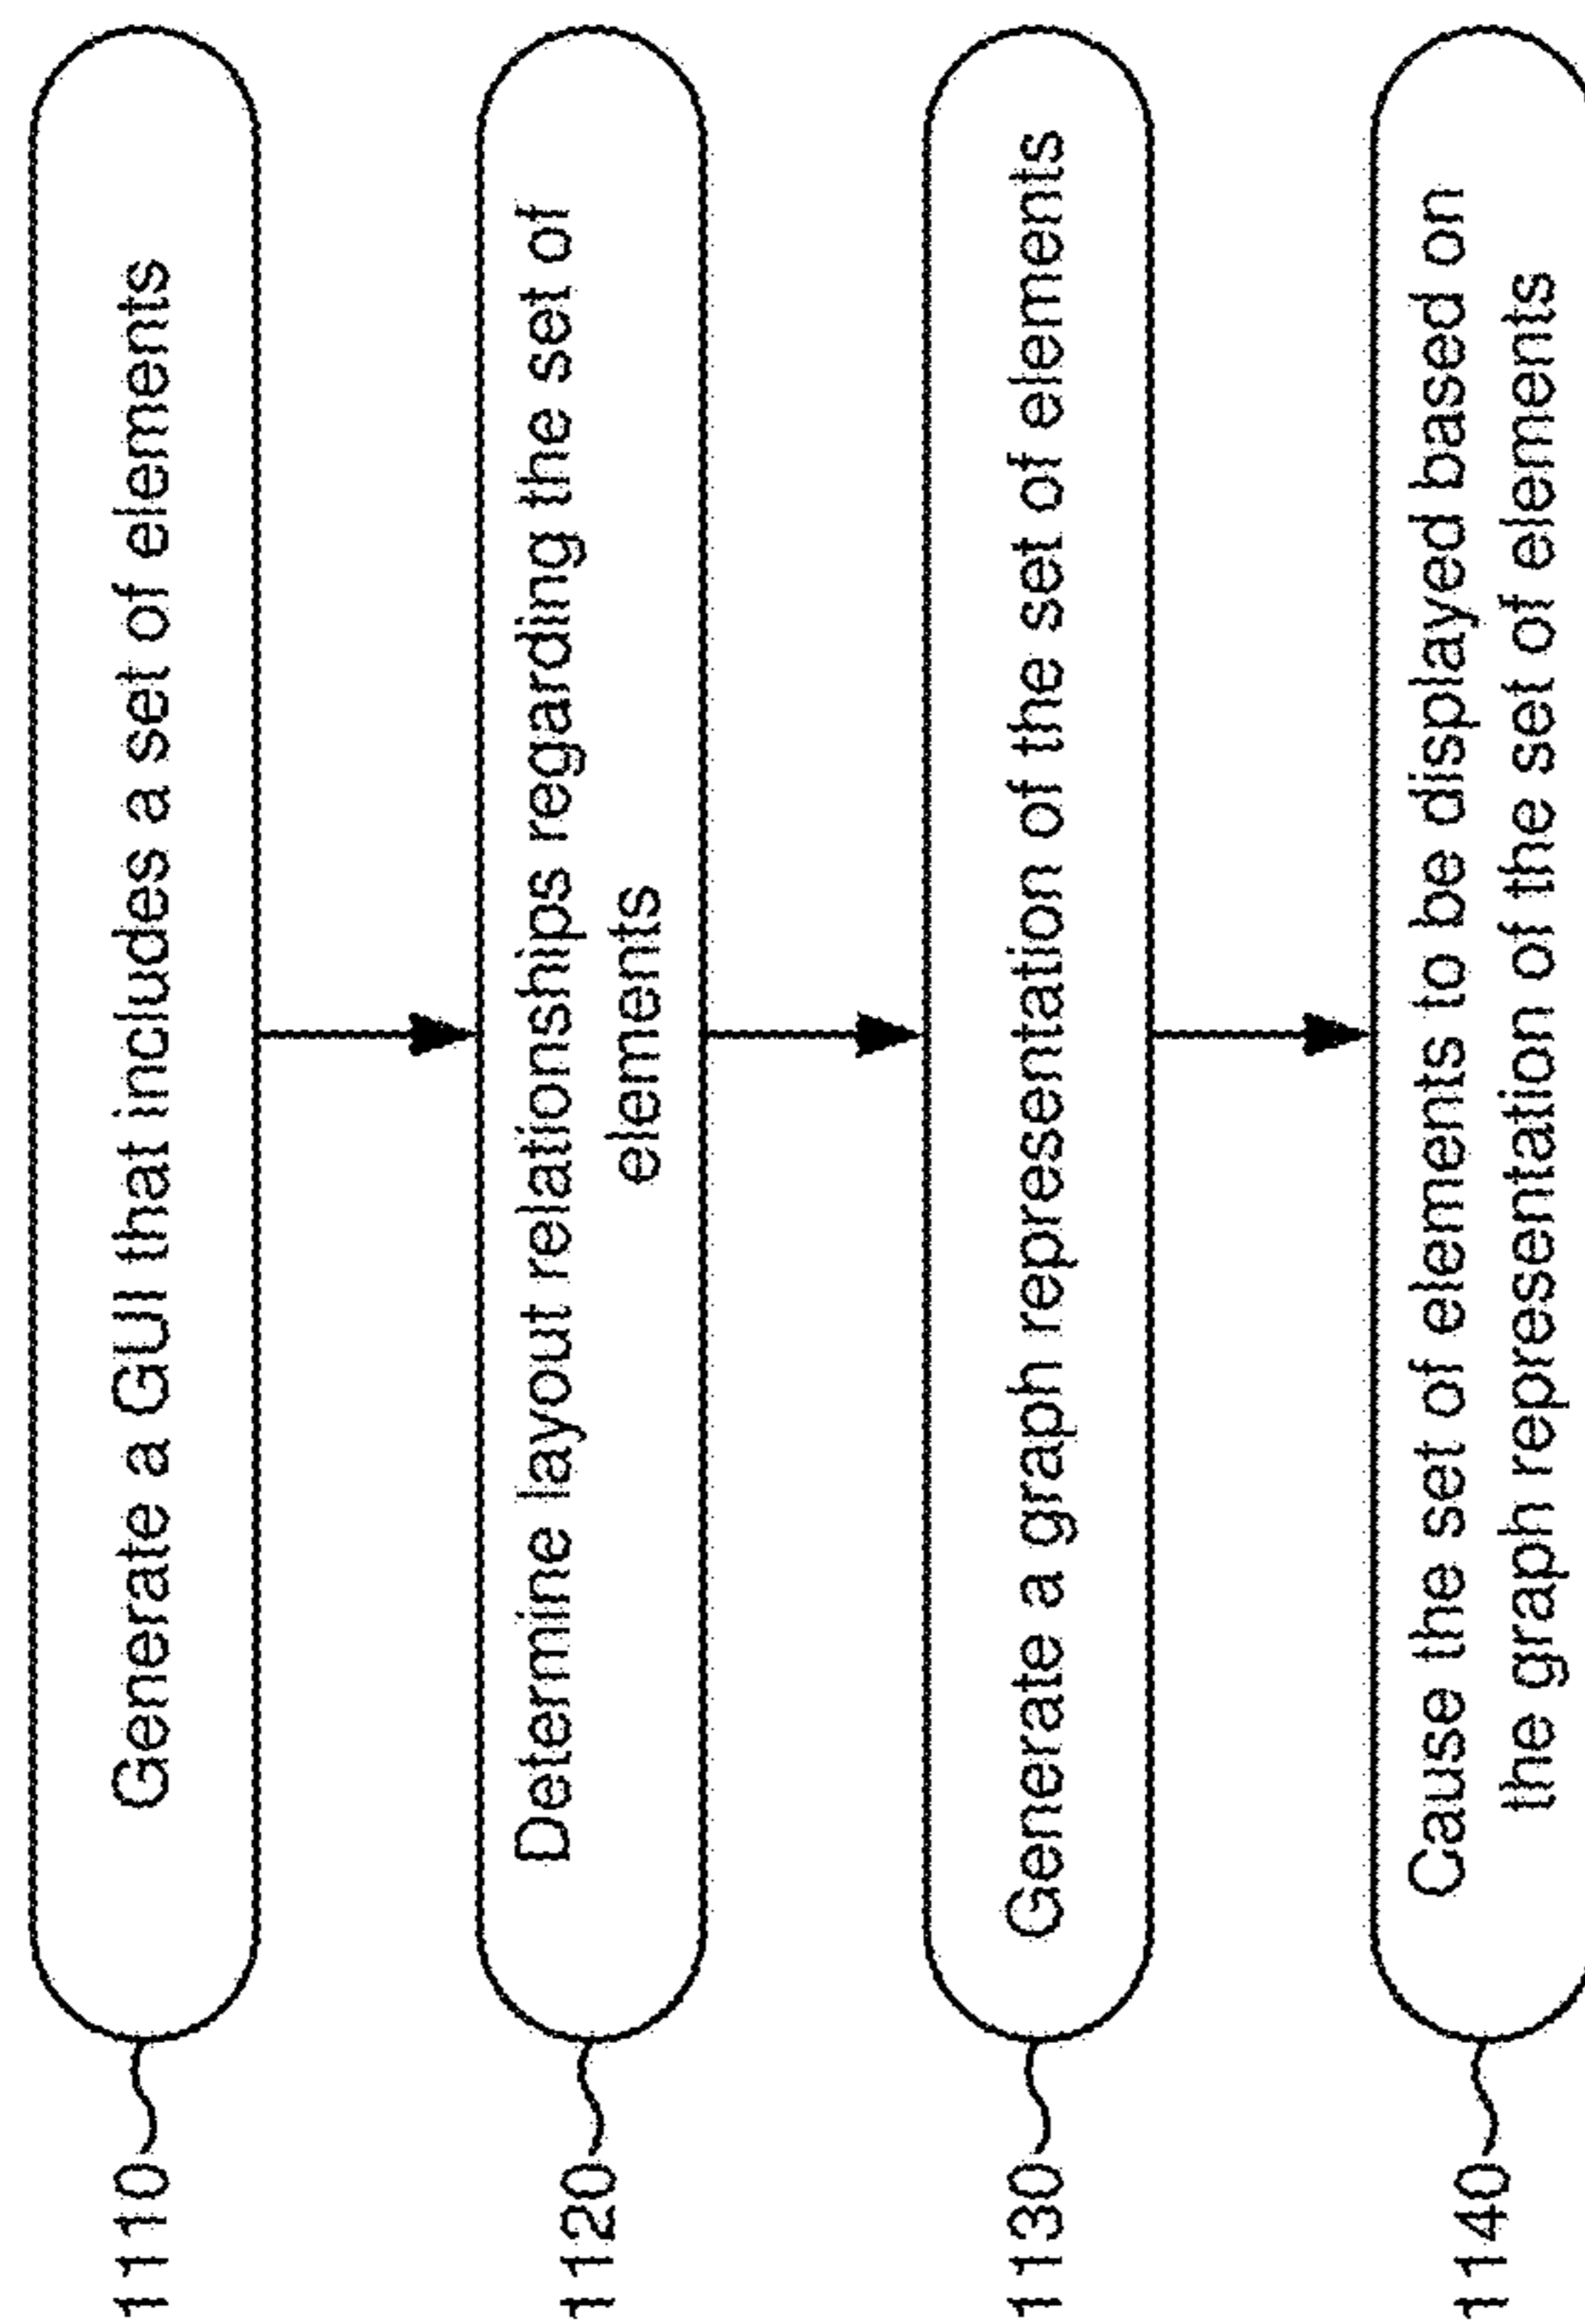 1110
Generate a GUI that includes a set of elements
1120
Determine layout relationships regarding the set of
elements
1130
Generate a graph representation of the set of elements
1140
Cause the set of elements to be displayed based on
the graph representation of the set of elements